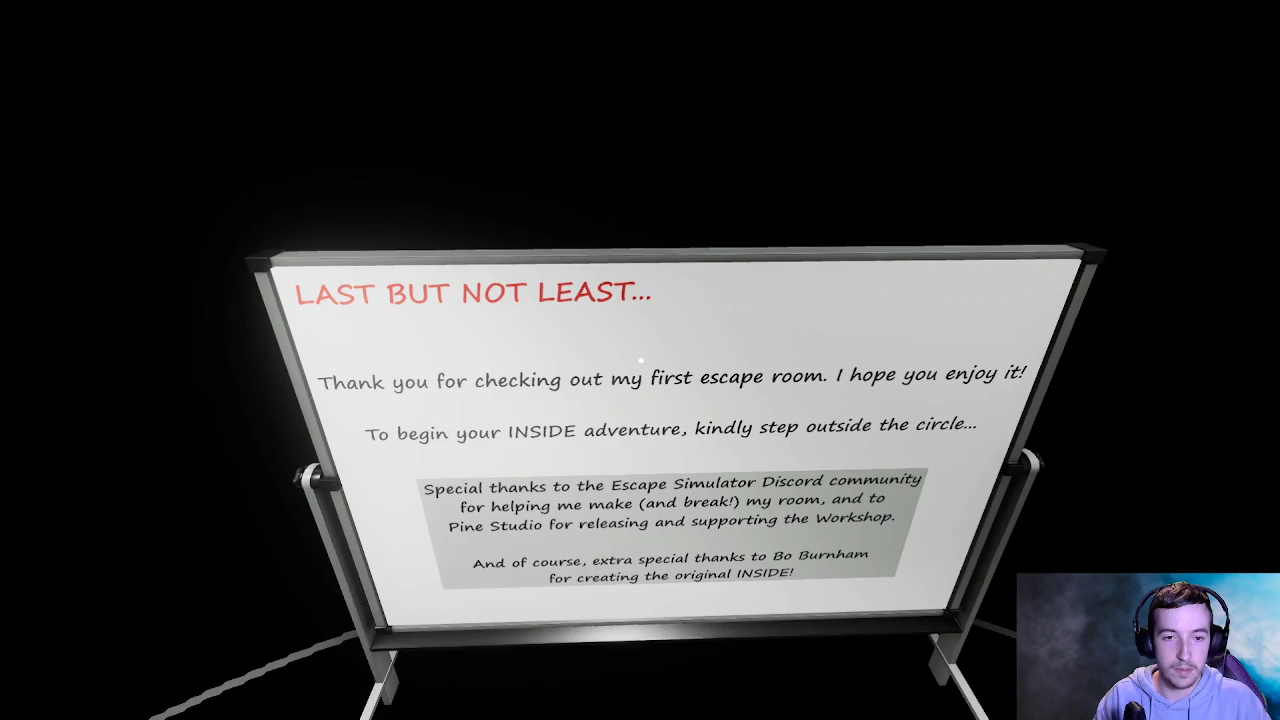 LAST BUT NOT LEAST...
Thank you for checking out my first escape room. I hope you enjoy it!
To begin your INSIDE adventure, kindly step outside the circle...
Special thanks to the Escape Simulator Discord community
for helping me make (and break!) my room, and to
Pine Studio for releasing and supporting the Workshop.
And of course, extra special thanks to Bo Burnham
for creating the original INSIDE!